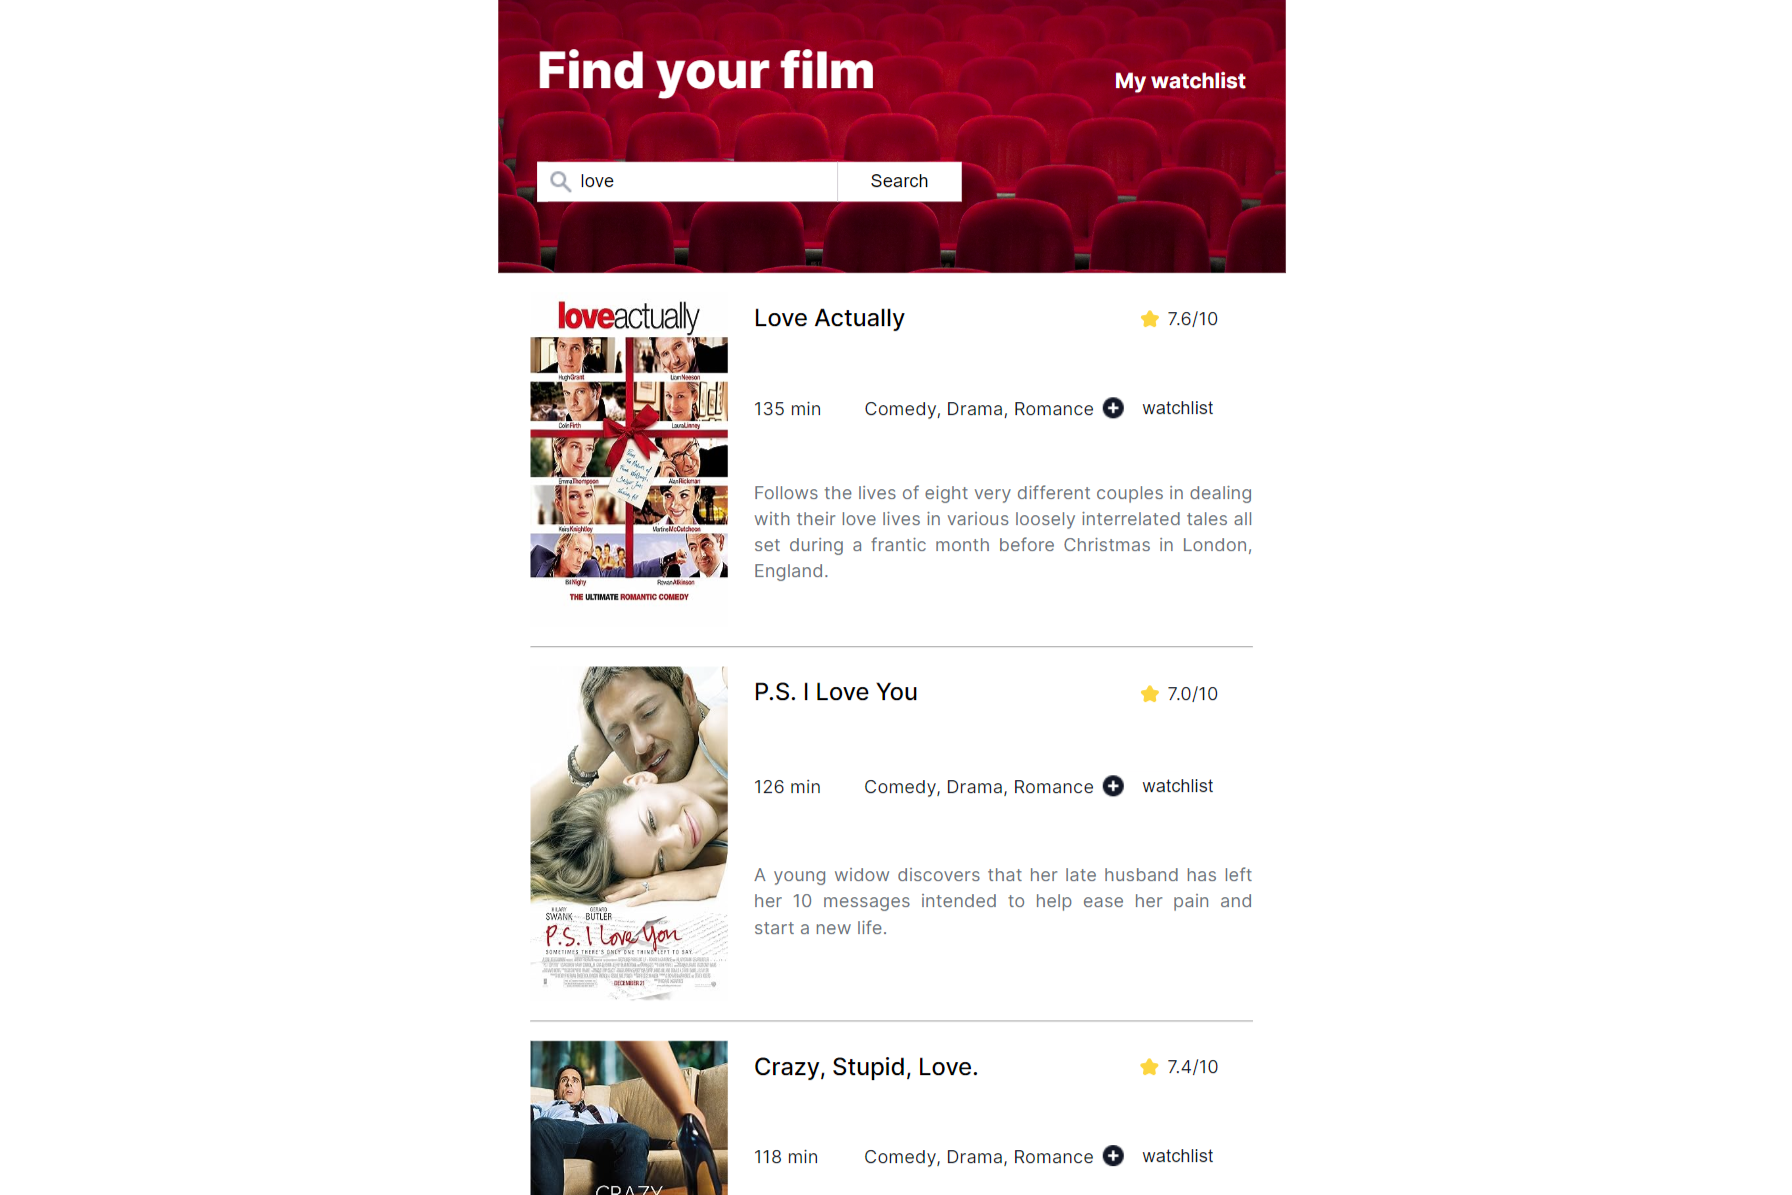 Find your film
My watchlist
love
Search
loveactually
Hugh Grant
Liam Neeson
Colin Firth
Laura Linney
Emma Thompson
Alan Rickman
Keira Knightley
Martine McCutcheon
Bill Nighy
Rowan Atkinson
THE ULTIMATE ROMANTIC COMEDY
Love Actually
7.6/10
135 min
Comedy, Drama, Romance
watchlist
Follows the lives of eight very different couples in dealing
with their love lives in various loosely interrelated tales all
set during a frantic month before Christmas in London,
England.
HILARY SWANK
GERARD BUTLER
P.S. I Love You
SOMETIMES THERE'S ONLY ONE THING LEFT TO SAY
DECEMBER 21
P.S. I Love You
7.0/10
126 min
Comedy, Drama, Romance
watchlist
A young widow discovers that her late husband has left
her 10 messages intended to help ease her pain and
start a new life.
CRAZY
Crazy, Stupid, Love.
7.4/10
118 min
Comedy, Drama, Romance
watchlist